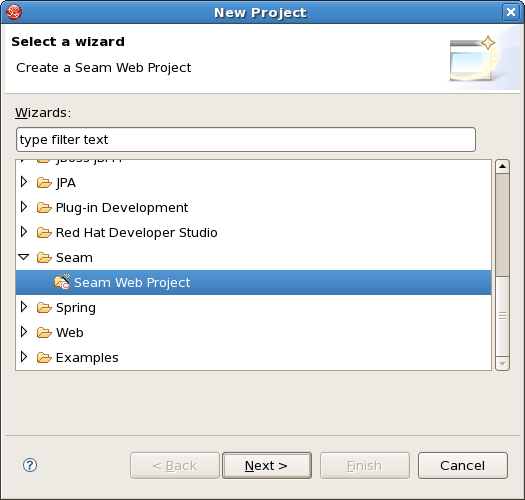 New Project
Select a wizard
Create a Seam Web Project
Wizards:
type filter text
JPA
Plug-in Development
Red Hat Developer Studio
Seam
Seam Web Project
Spring
Web
Examples
?
< Back
Next >
Finish
Cancel